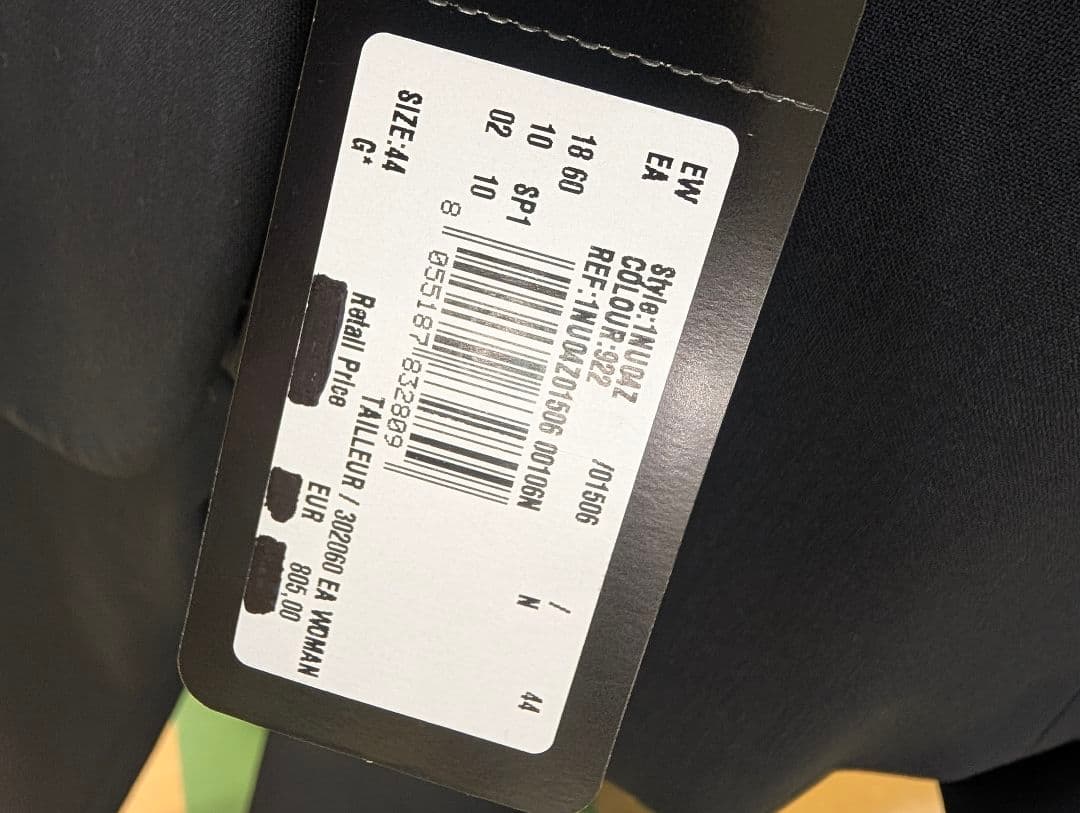 EW
EA
Style:1NU04Z /01506 /
COLOUR:922
18 60 REF:1NU04Z01506 00106N N 44
10 SP1
02 10
8 055187 832809
SIZE:44
G*
TAILLEUR / 302060 EA WOMAN
Retail Price EUR 805,00